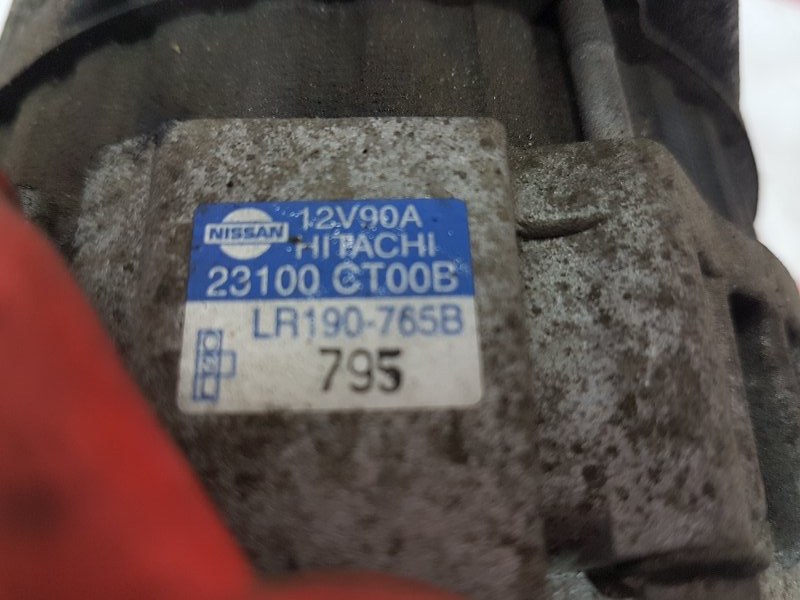 NISSAN 12V90A
HITACHI
23100 CT00B
LR190-765B
795